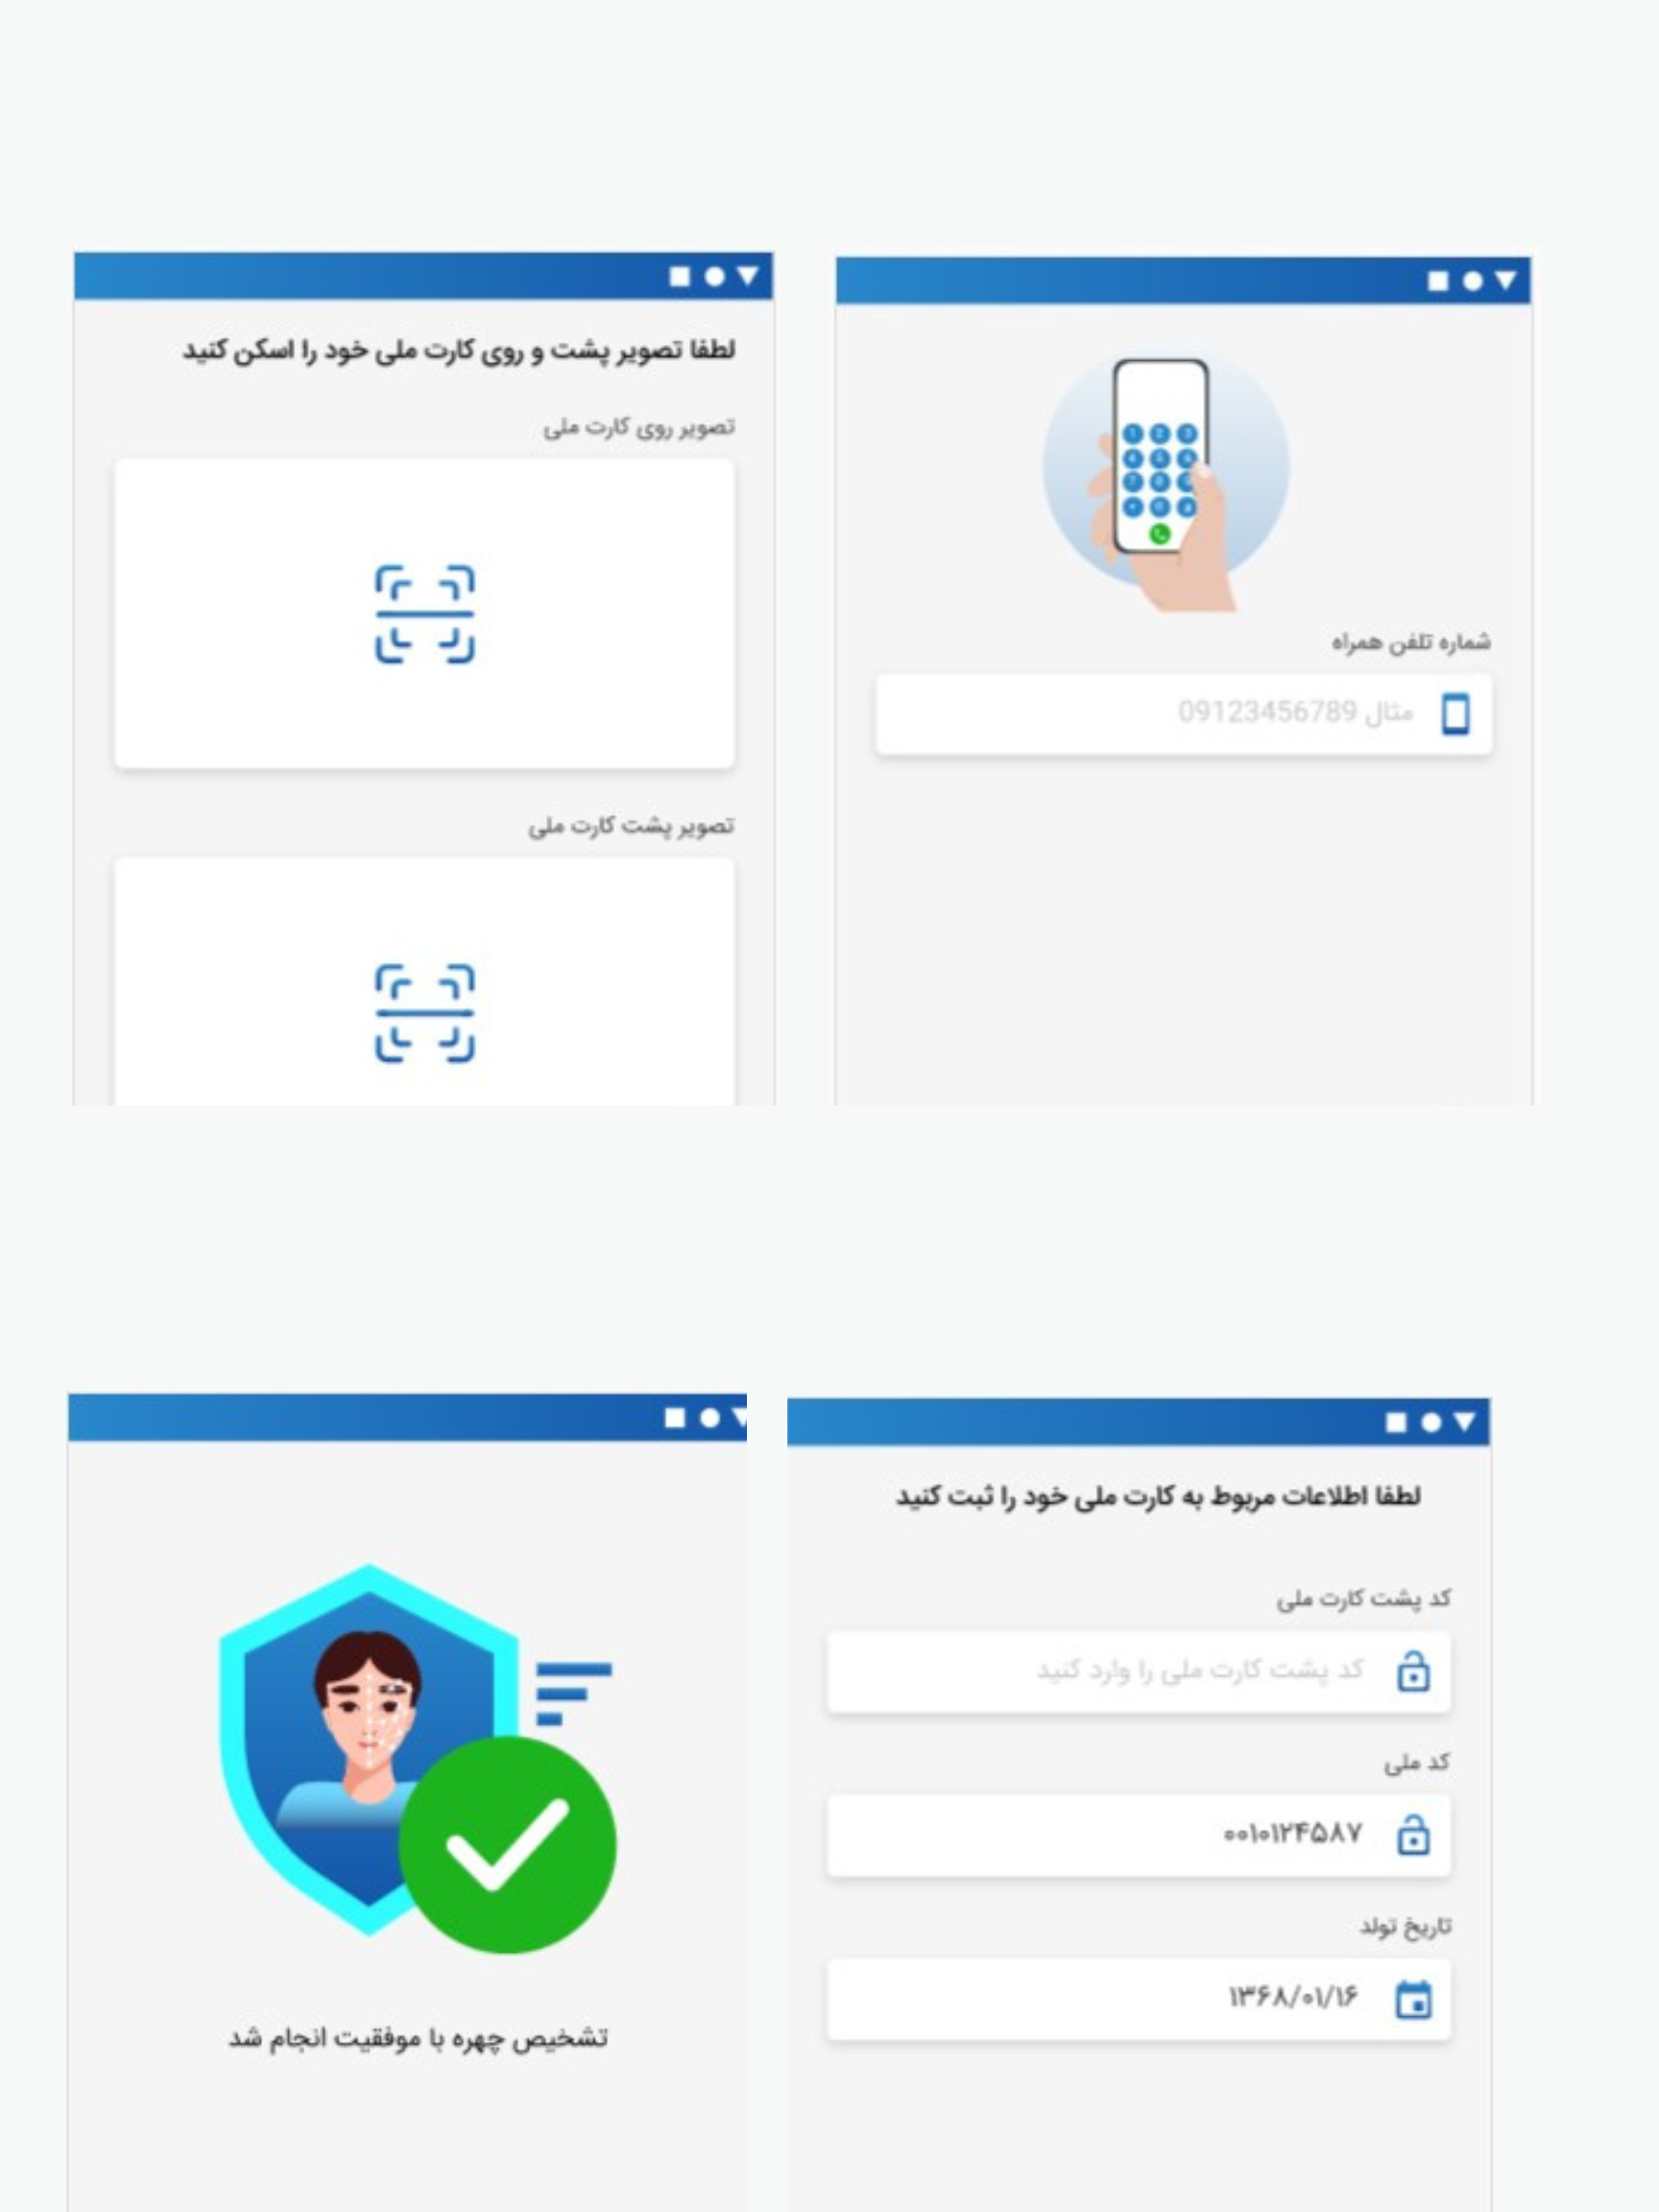 شماره تلفن همراه
مثال 09123456789
لطفا تصویر پشت و روی کارت ملی خود را اسکن کنید
تصویر روی کارت ملی
تصویر پشت کارت ملی
لطفا اطلاعات مربوط به کارت ملی خود را ثبت کنید
کد پشت کارت ملی
کد پشت کارت ملی را وارد کنید
کد ملی
۰۰۱۰۱۲۴۵۸۷
تاریخ تولد
۱۳۶۸/۰۱/۱۶
تشخیص چهره با موفقیت انجام شد